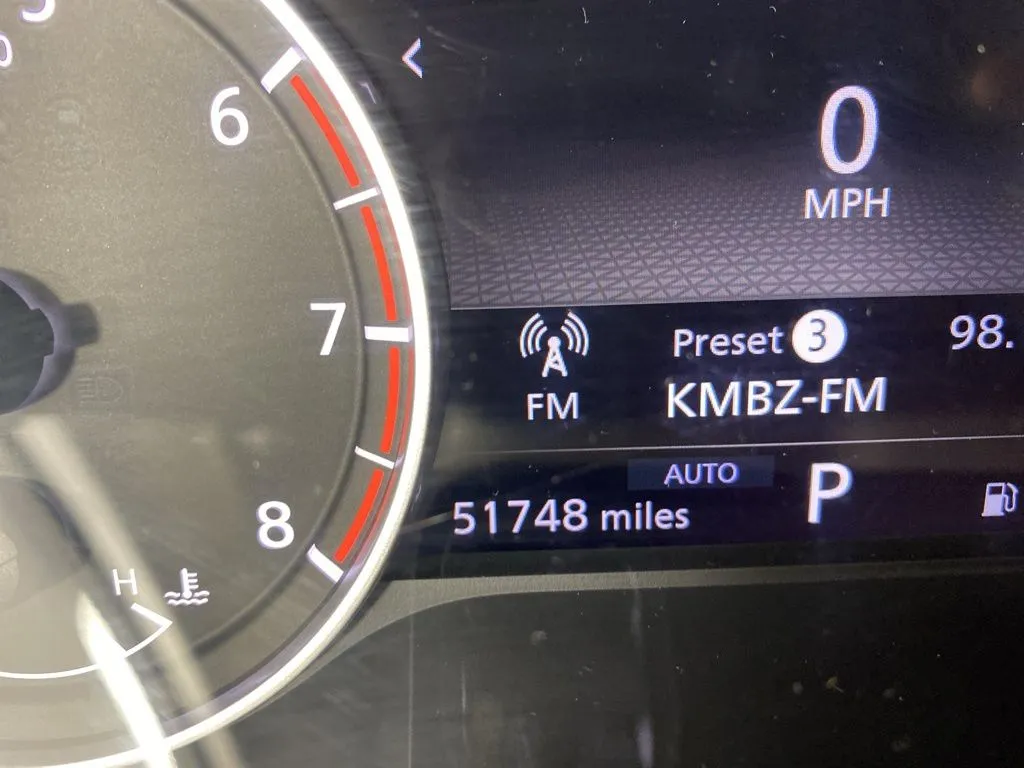 6
7
8
H
0
MPH
Preset 3 98.
FM
KMBZ-FM
AUTO
P
51748 miles